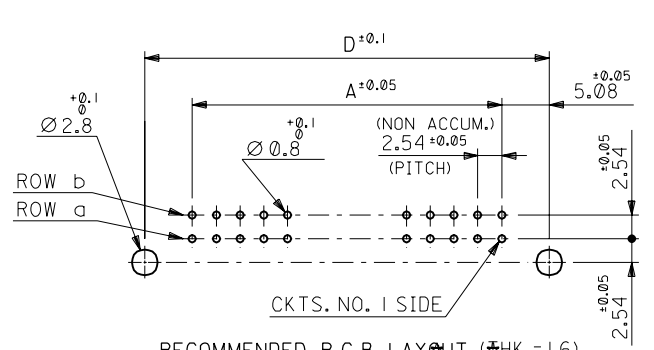 D±0.1
A±0.05
±0.05
5.08
+0.1
0
Ø2.8
+0.1
0
Ø0.8
(NON ACCUM.)
2.54±0.05
(PITCH)
±0.05
2.54
ROW b
ROW a
±0.05
2.54
CKTS. NO. 1 SIDE
RECOMMENDED P.C.B. LAYOUT